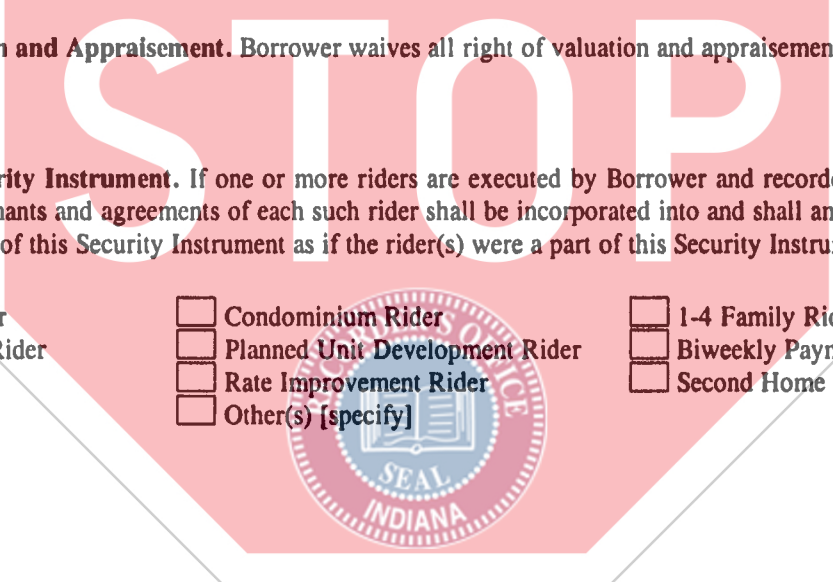 STOP
n and Appraisement. Borrower waives all right of valuation and appraisemen
rity Instrument. If one or more riders are executed by Borrower and recorde
nants and agreements of each such rider shall be incorporated into and shall an
of this Security Instrument as if the rider(s) were a part of this Security Instru
r Condominium Rider 1-4 Family Ric
Rider Planned Unit Development Rider Biweekly Payn
Rate Improvement Rider Second Home
Other(s) [specify]
RECORDER'S OFFICE
SEAL
INDIANA